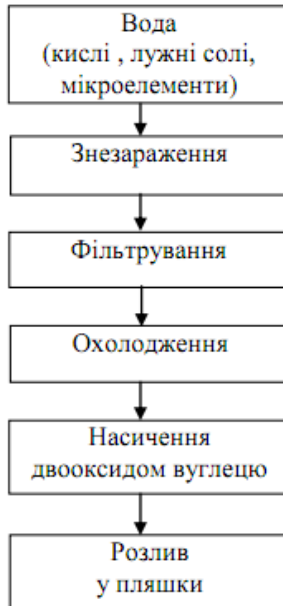 Вода
(кислі , лужні солі,
мікроелементи)
Знезараження
Фільтрування
Охолодження
Насичення
двооксидом вуглецю
Розлив
у пляшки